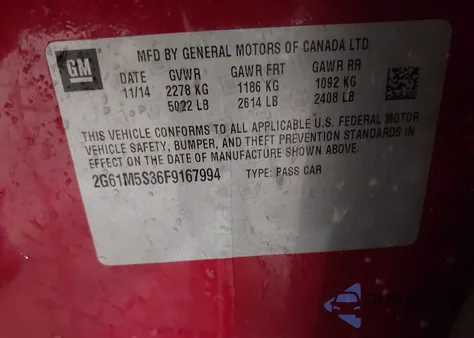 GM
MFD BY GENERAL MOTORS OF CANADA LTD.
DATE GVWR GAWR FRT GAWR RR
11/14 2278 KG 1186 KG 1092 KG
5022 LB 2614 LB 2408 LB
THIS VEHICLE CONFORMS TO ALL APPLICABLE U.S. FEDERAL MOTOR
VEHICLE SAFETY, BUMPER, AND THEFT PREVENTION STANDARDS IN
EFFECT ON THE DATE OF MANUFACTURE SHOWN ABOVE.
2G61M5S36F9167994 TYPE: PASS CAR